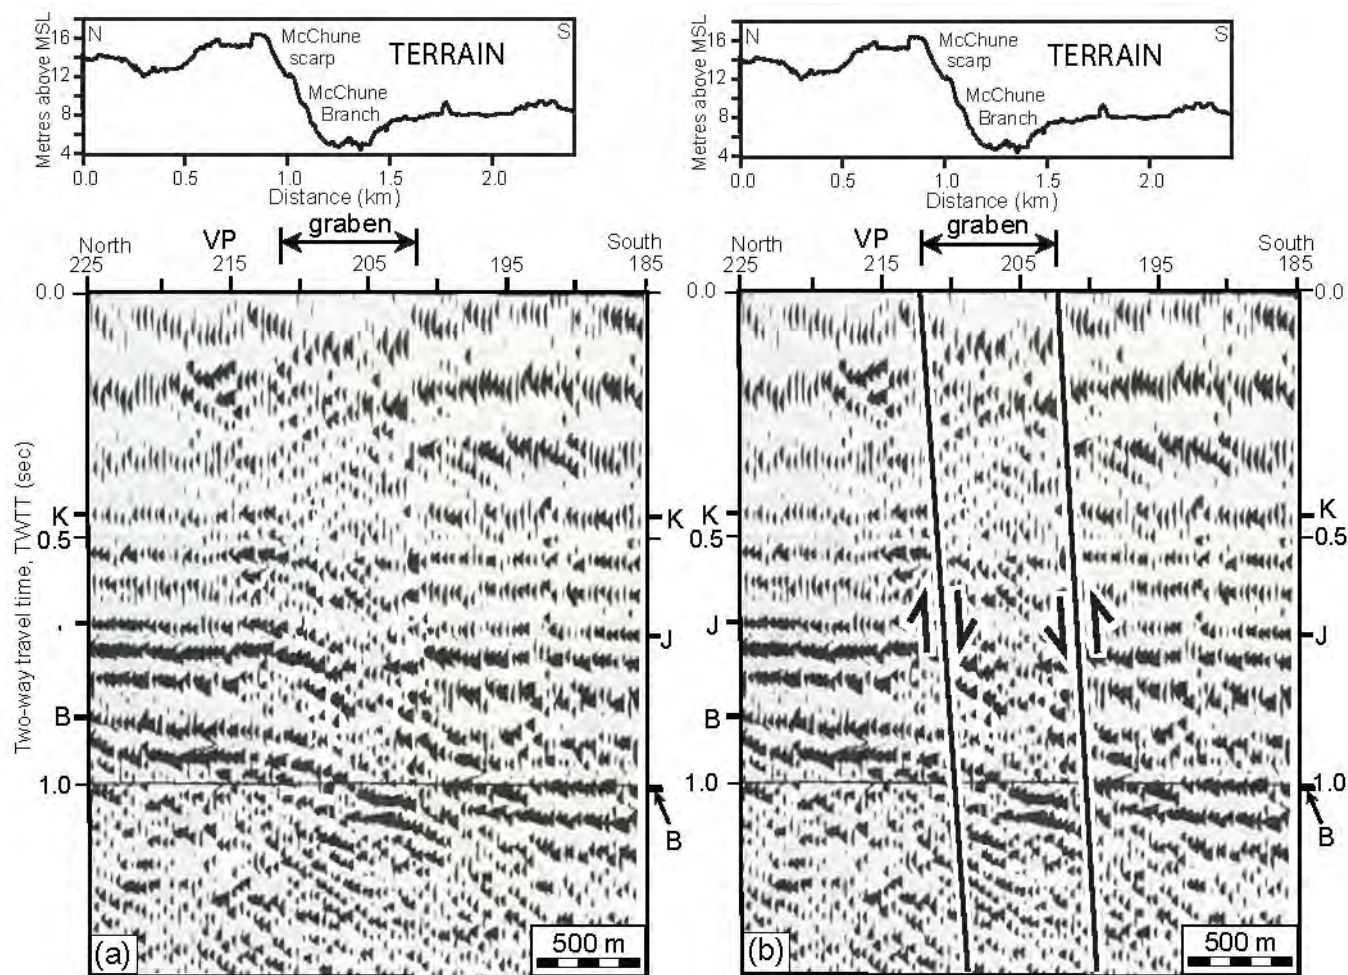 Metres above MSL
16
12
8
4
N
S
McChune
scarp
TERRAIN
McChune
Branch
0.0 0.5 1.0 1.5 2.0
Distance (km)
graben
North VP South
225 215 205 195 185
0.0
K
0.5
J
B
1.0
B
Two-way travel time, TWTT (sec)
K
(a)
500 m
Metres above MSL
16
12
8
4
N
S
McChune
scarp
TERRAIN
McChune
Branch
0.0 0.5 1.0 1.5 2.0
Distance (km)
graben
North VP South
225 215 205 195 185
0.0 0.0
K K
0.5 0.5
J J
B
1.0 1.0
B
(b)
500 m